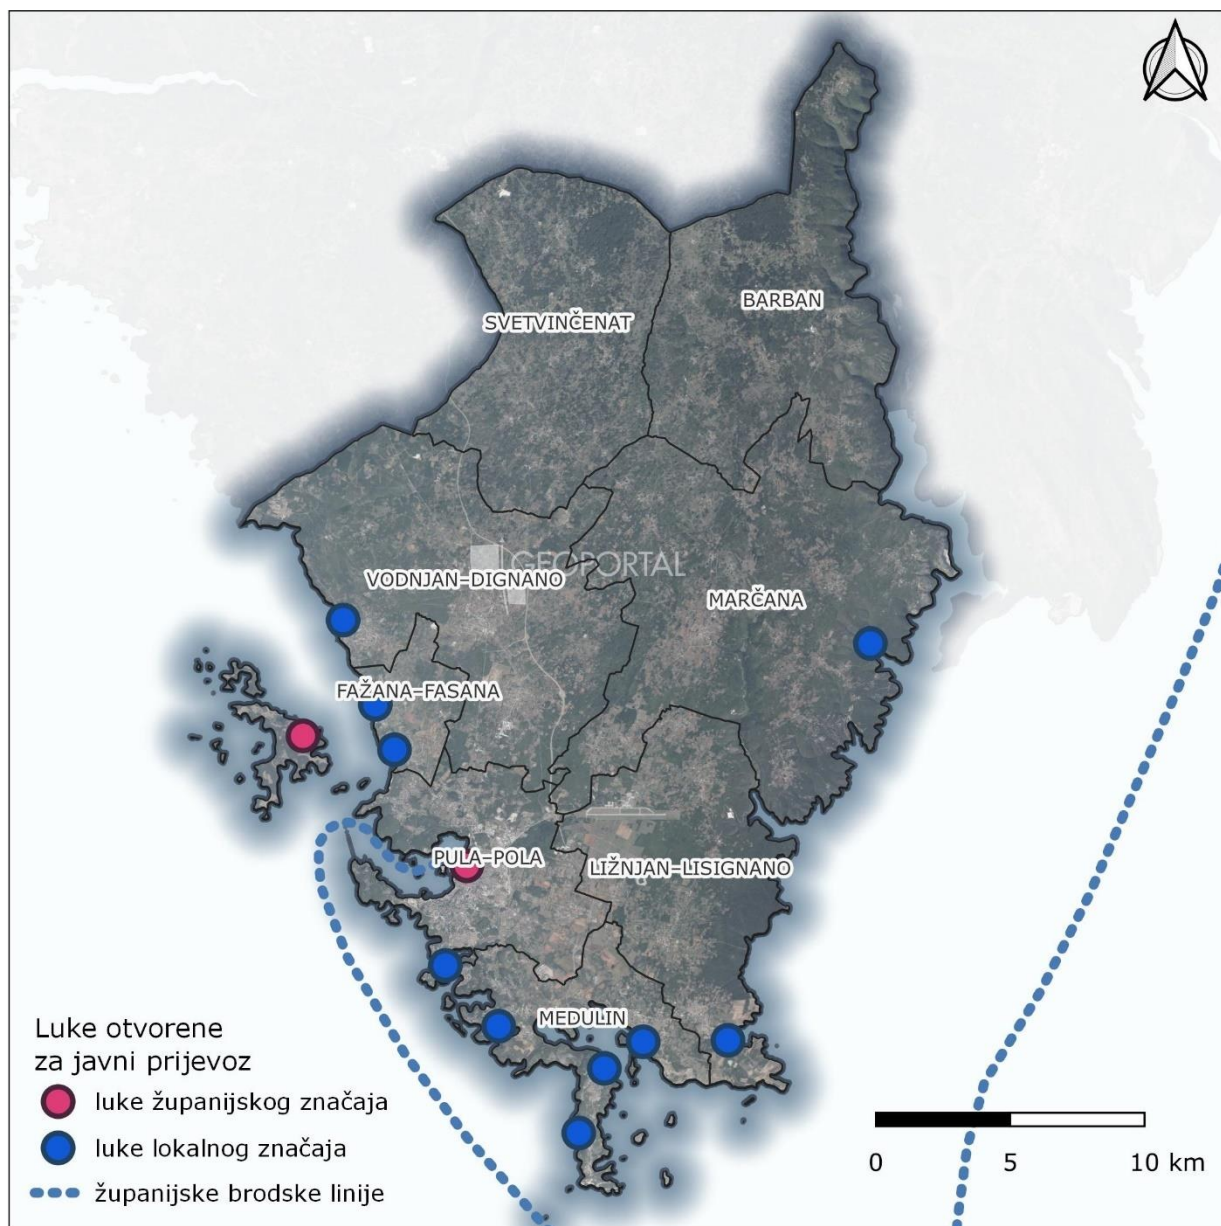 BARBAN
SVETVINČENAT
GEOPORTAL
VODNJAN–DIGNANO
MARČANA
FAŽANA–FASANA
PULA–POLA
LIŽNJAN–LISIGNANO
MEDULIN
Luke otvorene
za javni prijevoz
luke županijskog značaja
luke lokalnog značaja
županijske brodske linije
0 5 10 km